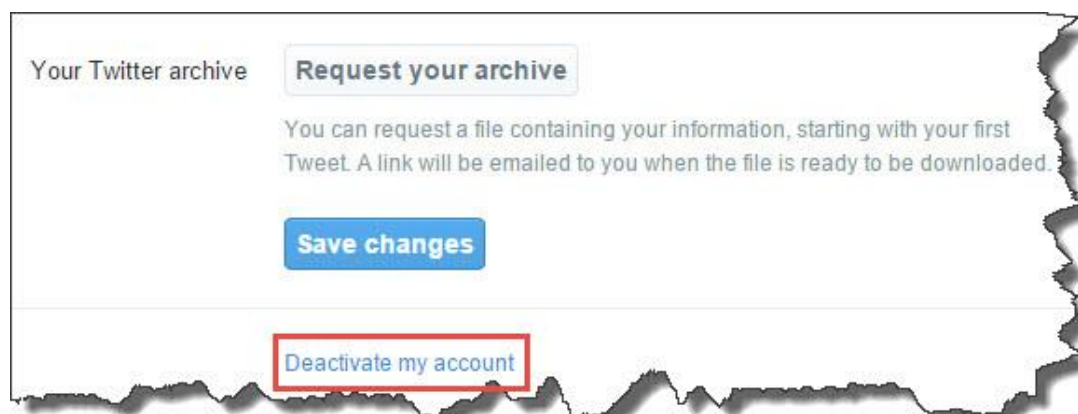 Your Twitter archive
Request your archive
You can request a file containing your information, starting with your first
Tweet. A link will be emailed to you when the file is ready to be downloaded.
Save changes
Deactivate my account